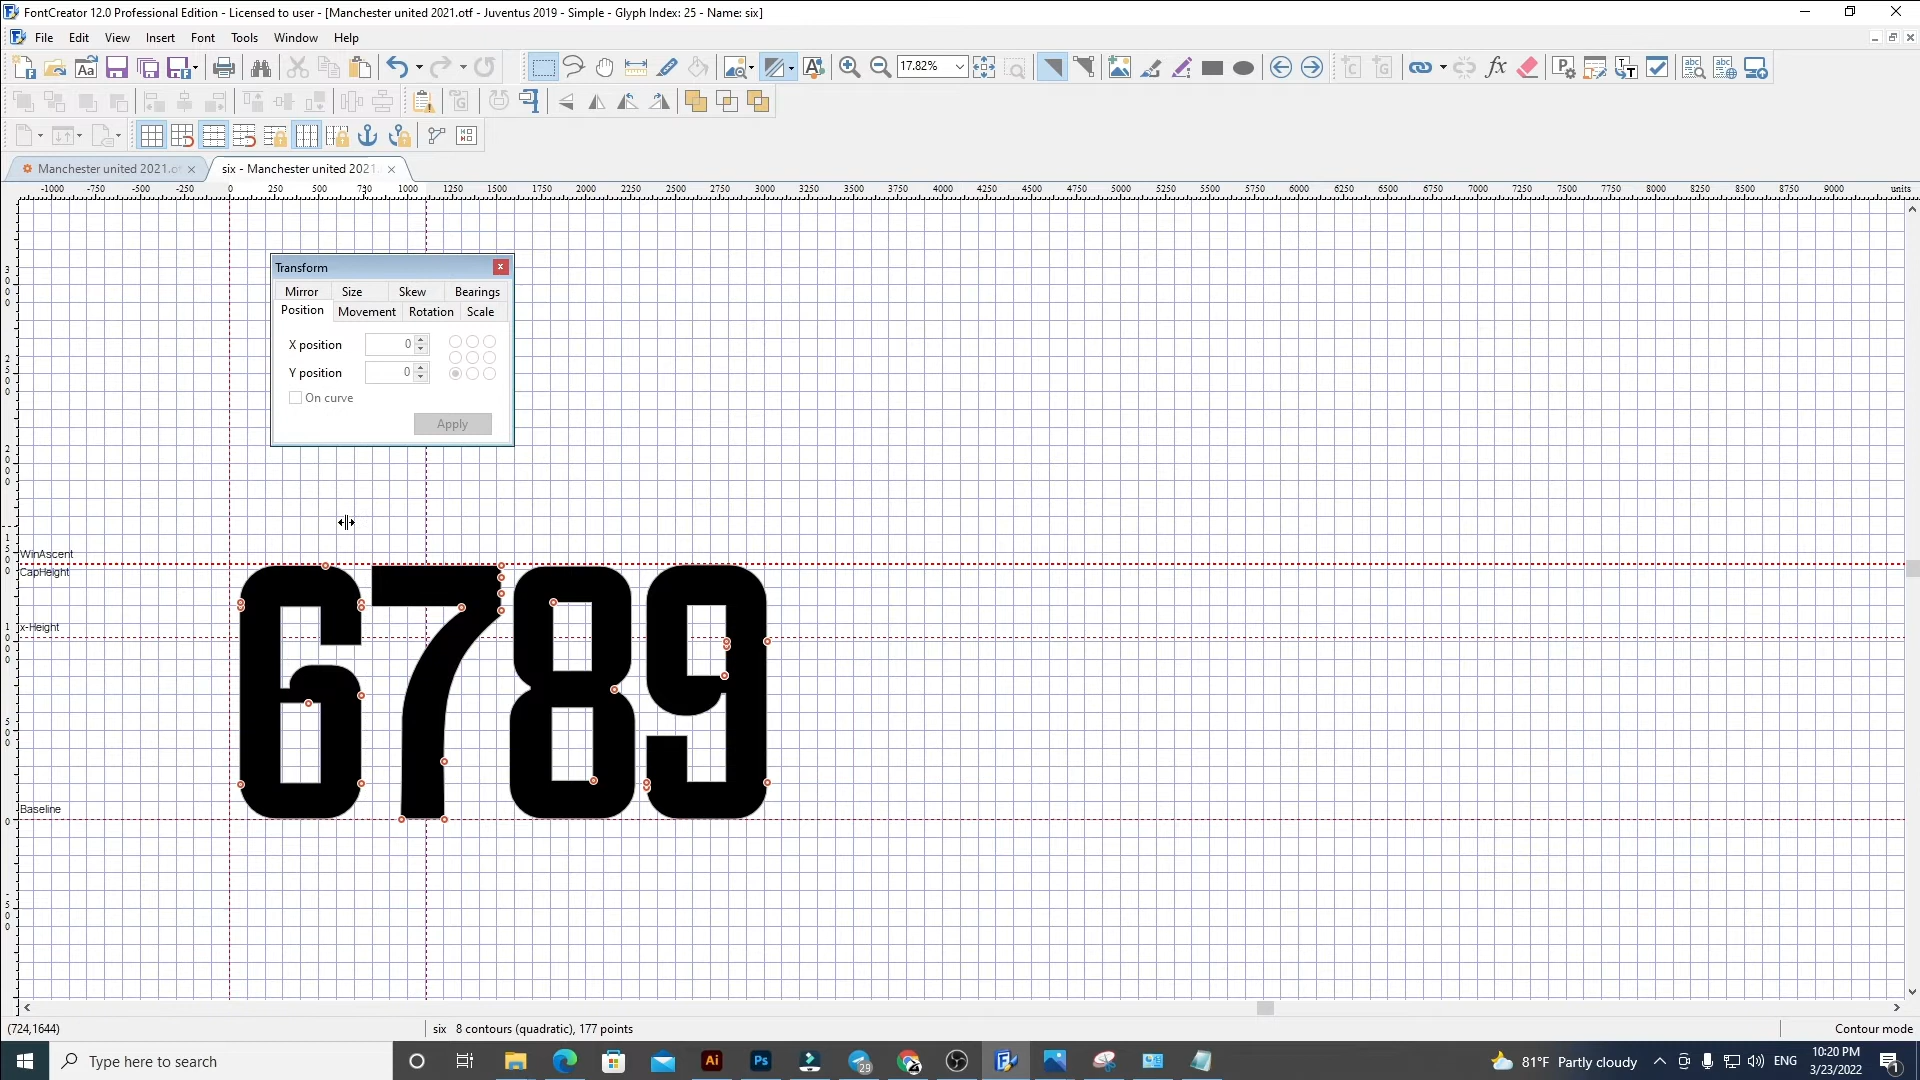 FontCreator 12.0 Professional Edition - Licensed to user - [Manchester united 2021.otf - Juventus 2019 - Simple - Glyph Index: 25 - Name: six]
File Edit View Insert Font Tools Window Help
17.82%
Manchester united 2021.o
six - Manchester united 2021.
-1000 -750 -500 -250 0 250 500 750 1000 1250 1500 1750 2000 2250 2500 2750 3000 3250 3500 3750 4000 4250 4500 4750 5000 5250 5500 5750 6000 6250 6500 6750 7000 7250 7500 7750 8000 8250 8500 8750 9000 units
Transform
Mirror Size Skew Bearings
Position Movement Rotation Scale
X position 0
Y position 0
On curve
Apply
WinAscent
CapHeight
x-Height
Baseline
6789
(724,1644)
six 8 contours (quadratic), 177 points
Contour mode
Type here to search
29
81°F Partly cloudy
ENG
10:20 PM
3/23/2022
1